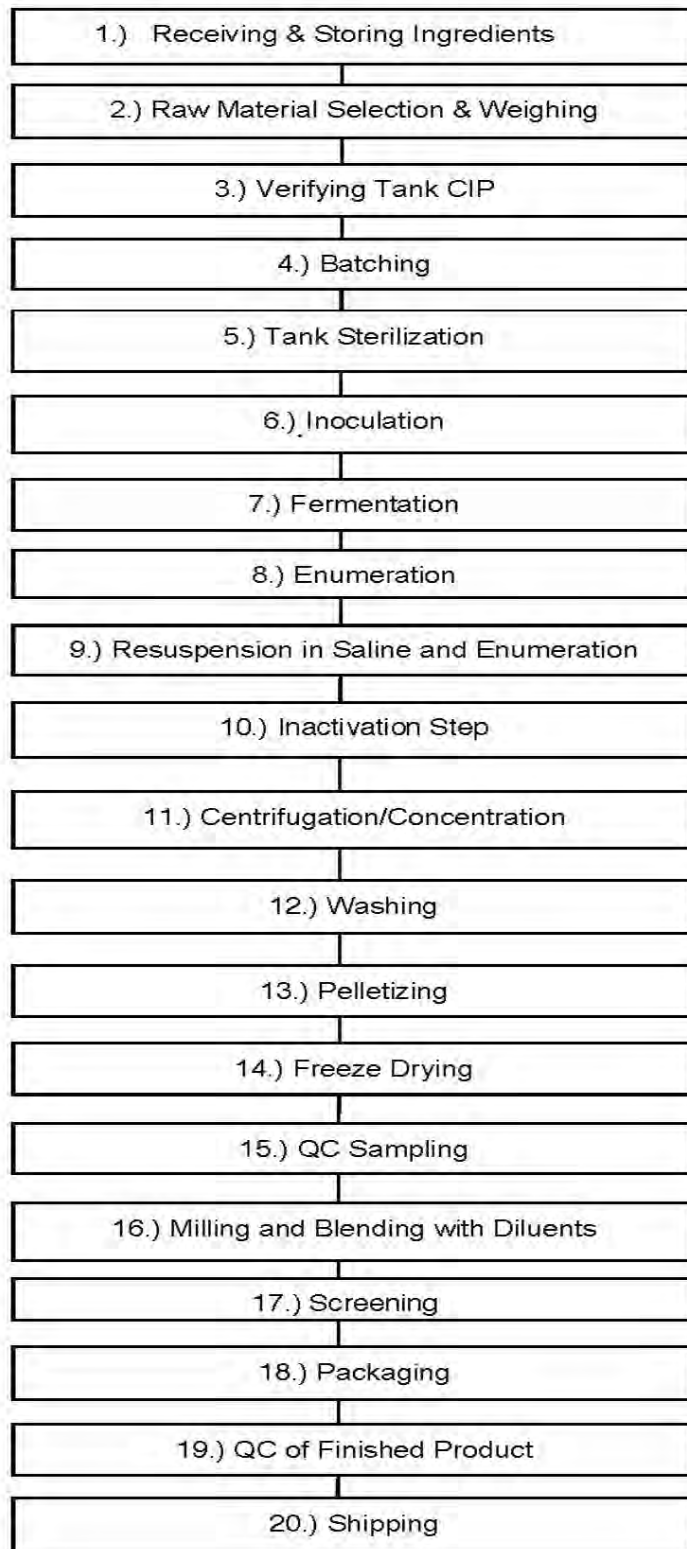 1.) Receiving & Storing Ingredients
2.) Raw Material Selection & Weighing
3.) Verifying Tank CIP
4.) Batching
5.) Tank Sterilization
6.) Inoculation
7.) Fermentation
8.) Enumeration
9.) Resuspension in Saline and Enumeration
10.) Inactivation Step
11.) Centrifugation/Concentration
12.) Washing
13.) Pelletizing
14.) Freeze Drying
15.) QC Sampling
16.) Milling and Blending with Diluents
17.) Screening
18.) Packaging
19.) QC of Finished Product
20.) Shipping